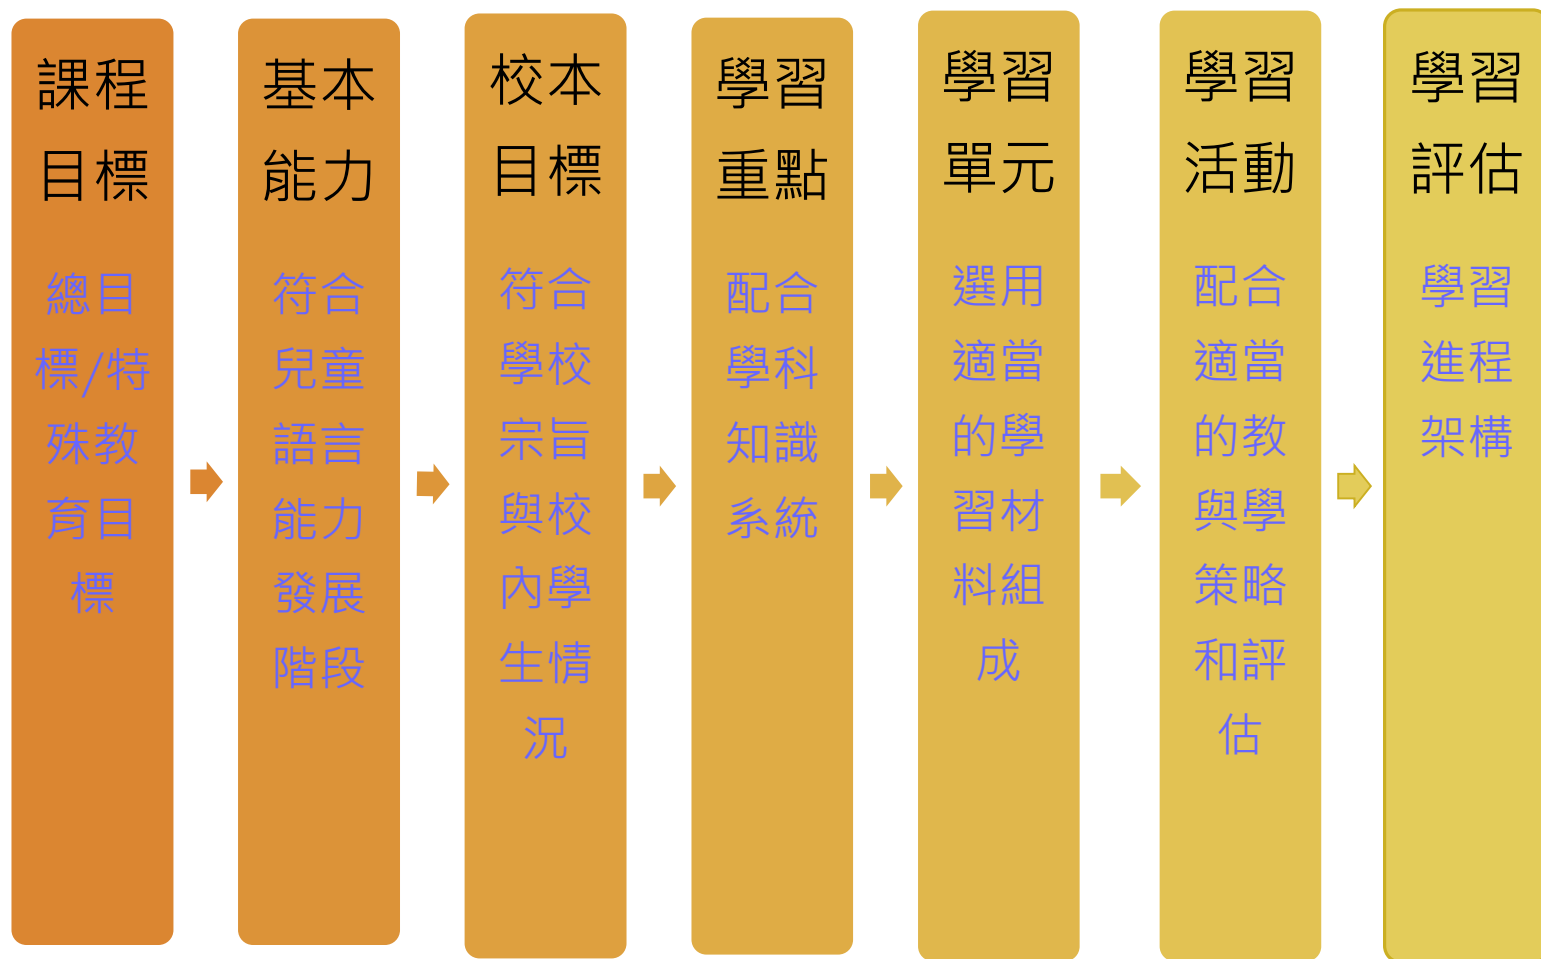 課程
目標
總目
標/特
殊教
育目
標
基本
能力
符合
兒童
語言
能力
發展
階段
校本
目標
符合
學校
宗旨
與校
內學
生情
況
學習
重點
配合
學科
知識
系統
學習
單元
選用
適當
的學
習材
料組
成
學習
活動
配合
適當
的教
與學
策略
和評
估
學習
評估
學習
進程
架構